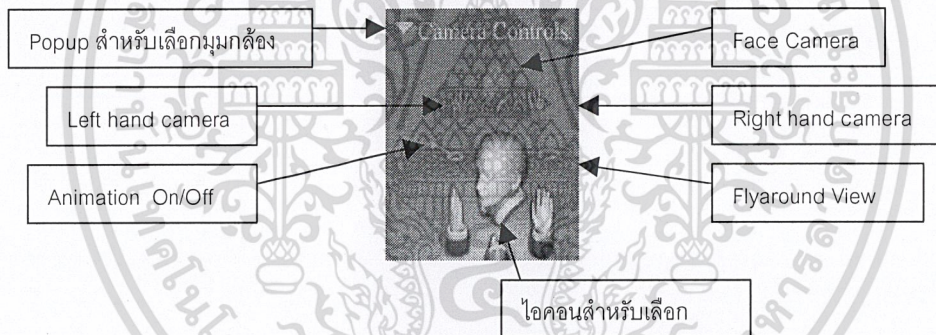 Popup สำหรับเลือกมุมกล้อง
Camera Controls
Face Camera
Left hand camera
Right hand camera
Animation On/Off
Flyaround View
ไอคอนสำหรับเลือก